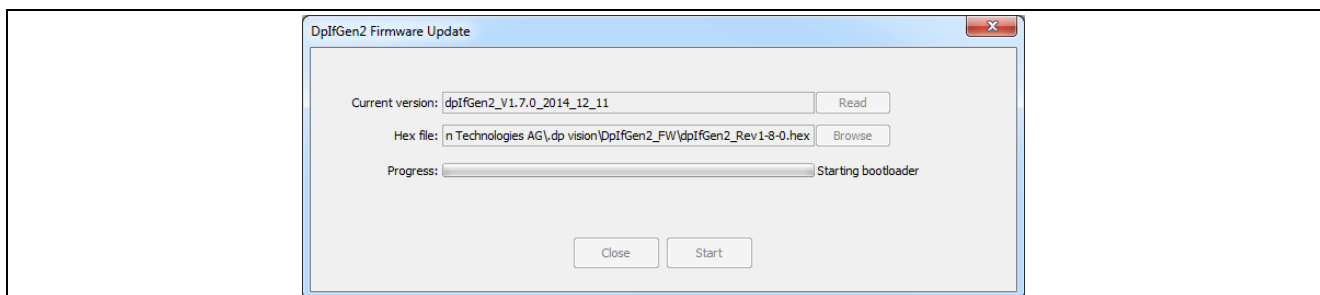 DpIfGen2 Firmware Update
Current version: dpIfGen2_V1.7.0_2014_12_11 Read
Hex file: n Technologies AG\.dp vision\DpIfGen2_FW\dpIfGen2_Rev1-8-0.hex Browse
Progress: Starting bootloader
Close Start